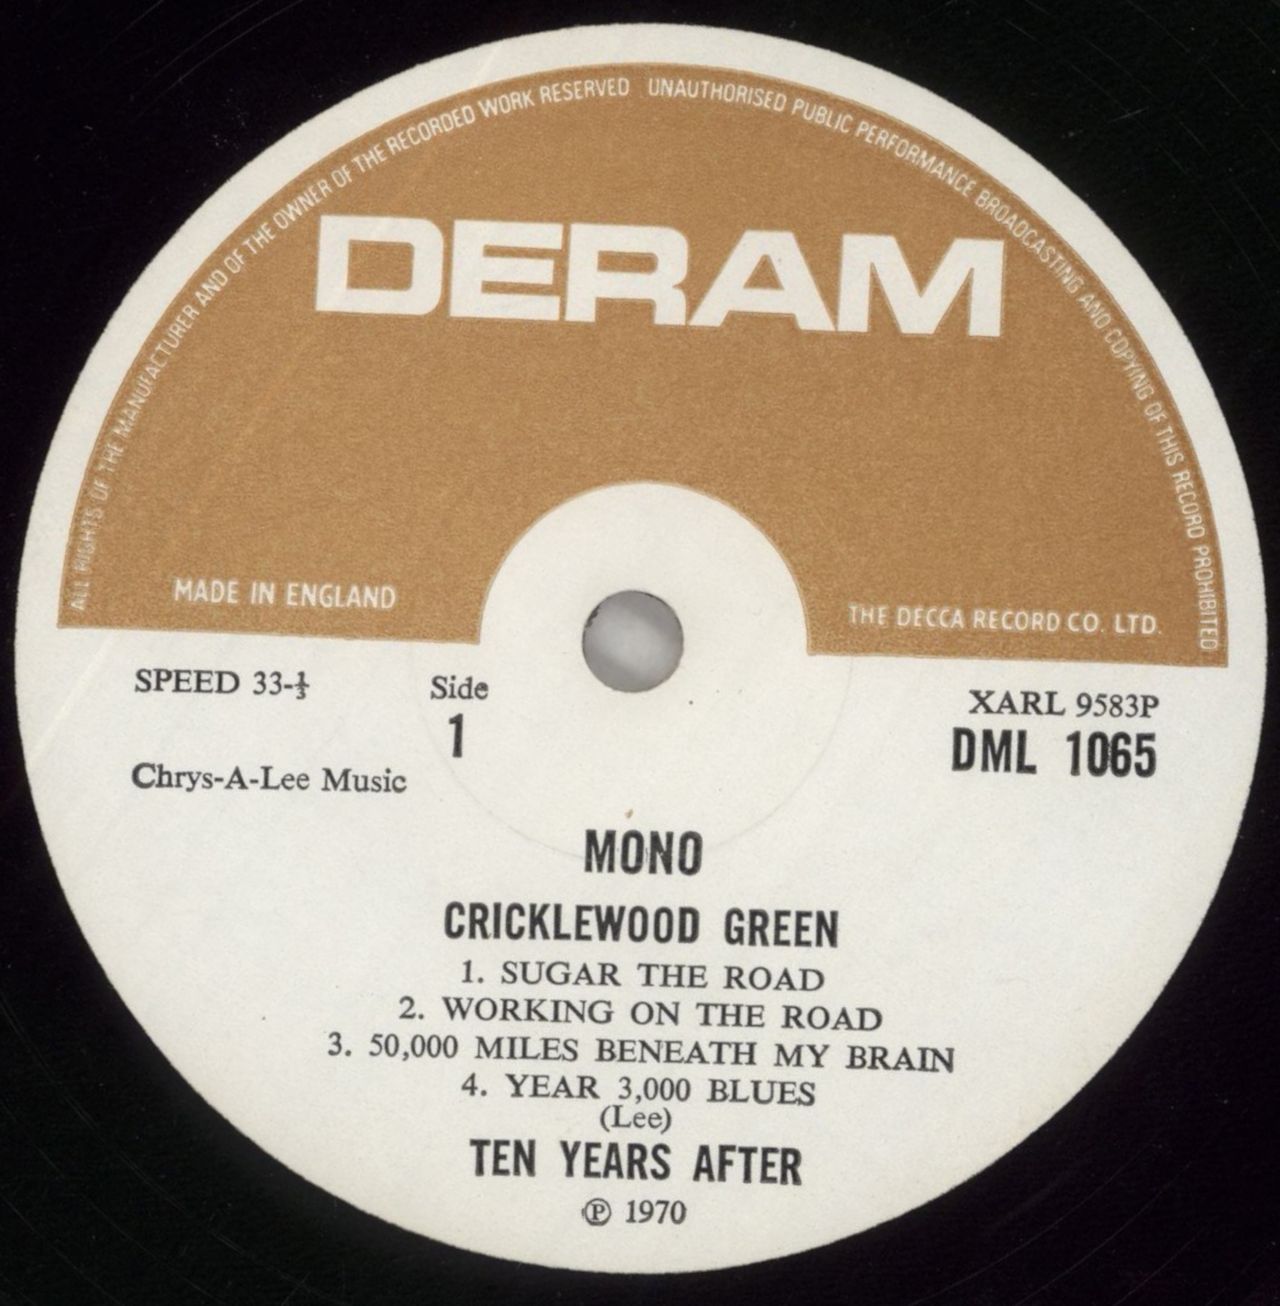 ALL RIGHTS OF THE MANUFACTURER AND OF THE OWNER OF THE RECORDED WORK RESERVED UNAUTHORISED PUBLIC PERFORMANCE BROADCASTING AND COPYING OF THIS RECORD PROHIBITED
DERAM
MADE IN ENGLAND
THE DECCA RECORD CO. LTD.
SPEED 33-⅓
Side
1
XARL 9583P
DML 1065
Chrys-A-Lee Music
MONO
CRICKLEWOOD GREEN
1. SUGAR THE ROAD
2. WORKING ON THE ROAD
3. 50,000 MILES BENEATH MY BRAIN
4. YEAR 3,000 BLUES
(Lee)
TEN YEARS AFTER
℗ 1970